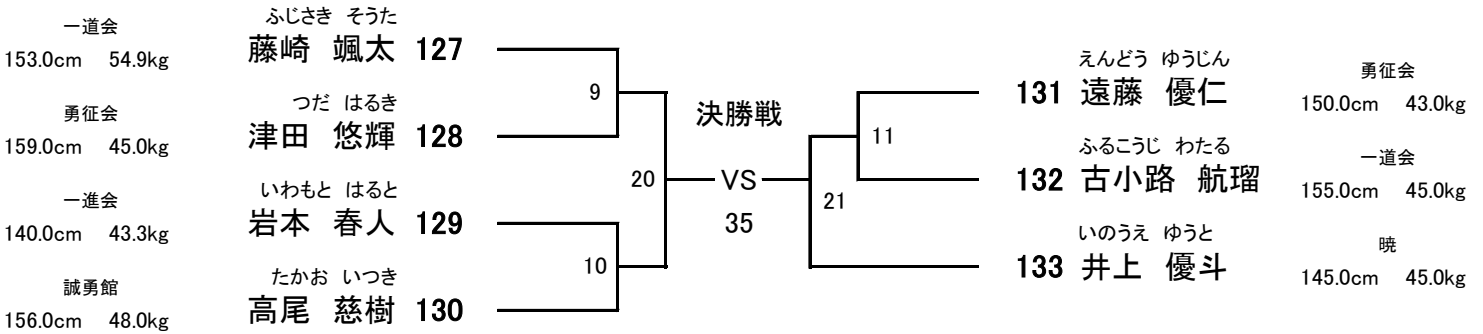 ふじさき そうた
一道会
藤崎 颯太 127
153.0cm 54.9kg
9
つだ はるき
勇征会
津田 悠輝 128
159.0cm 45.0kg
20
いわもと はると
一進会
岩本 春人 129
140.0cm 43.3kg
10
たかお いつき
誠勇館
高尾 慈樹 130
156.0cm 48.0kg
決勝戦
VS
35
えんどう ゆうじん
131 遠藤 優仁
勇征会
150.0cm 43.0kg
11
ふるこうじ わたる
132 古小路 航瑠
一道会
155.0cm 45.0kg
21
いのうえ ゆうと
133 井上 優斗
暁
145.0cm 45.0kg